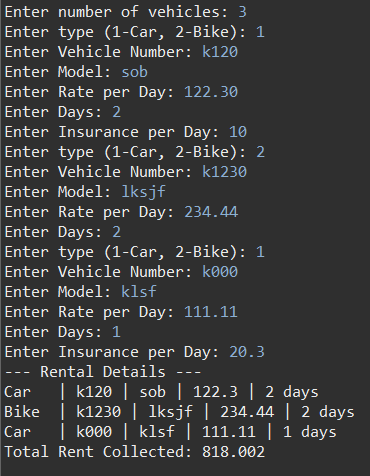 Enter number of vehicles: 3
Enter type (1-Car, 2-Bike): 1
Enter Vehicle Number: k120
Enter Model: sob
Enter Rate per Day: 122.30
Enter Days: 2
Enter Insurance per Day: 10
Enter type (1-Car, 2-Bike): 2
Enter Vehicle Number: k1230
Enter Model: lksjf
Enter Rate per Day: 234.44
Enter Days: 2
Enter type (1-Car, 2-Bike): 1
Enter Vehicle Number: k000
Enter Model: klsf
Enter Rate per Day: 111.11
Enter Days: 1
Enter Insurance per Day: 20.3
--- Rental Details ---
Car   | k120 | sob | 122.3 | 2 days
Bike  | k1230 | lksjf | 234.44 | 2 days
Car   | k000 | klsf | 111.11 | 1 days
Total Rent Collected: 818.002